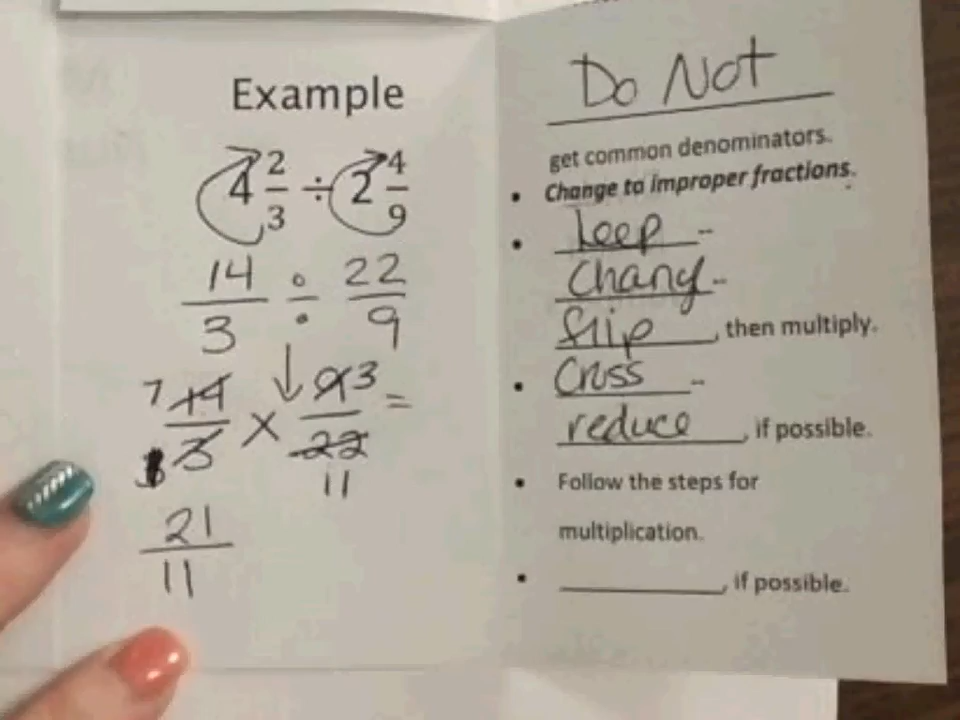 Example
4 2/3 ÷ 2 4/9
14/3 ÷ 22/9
7 14/3 × 9/22 3 =
1 11
21/11
Do Not
get common denominators.
• Change to improper fractions.
• keep --
Chang --
flip, then multiply.
• Cross --
reduce, if possible.
• Follow the steps for
multiplication.
• ________, if possible.